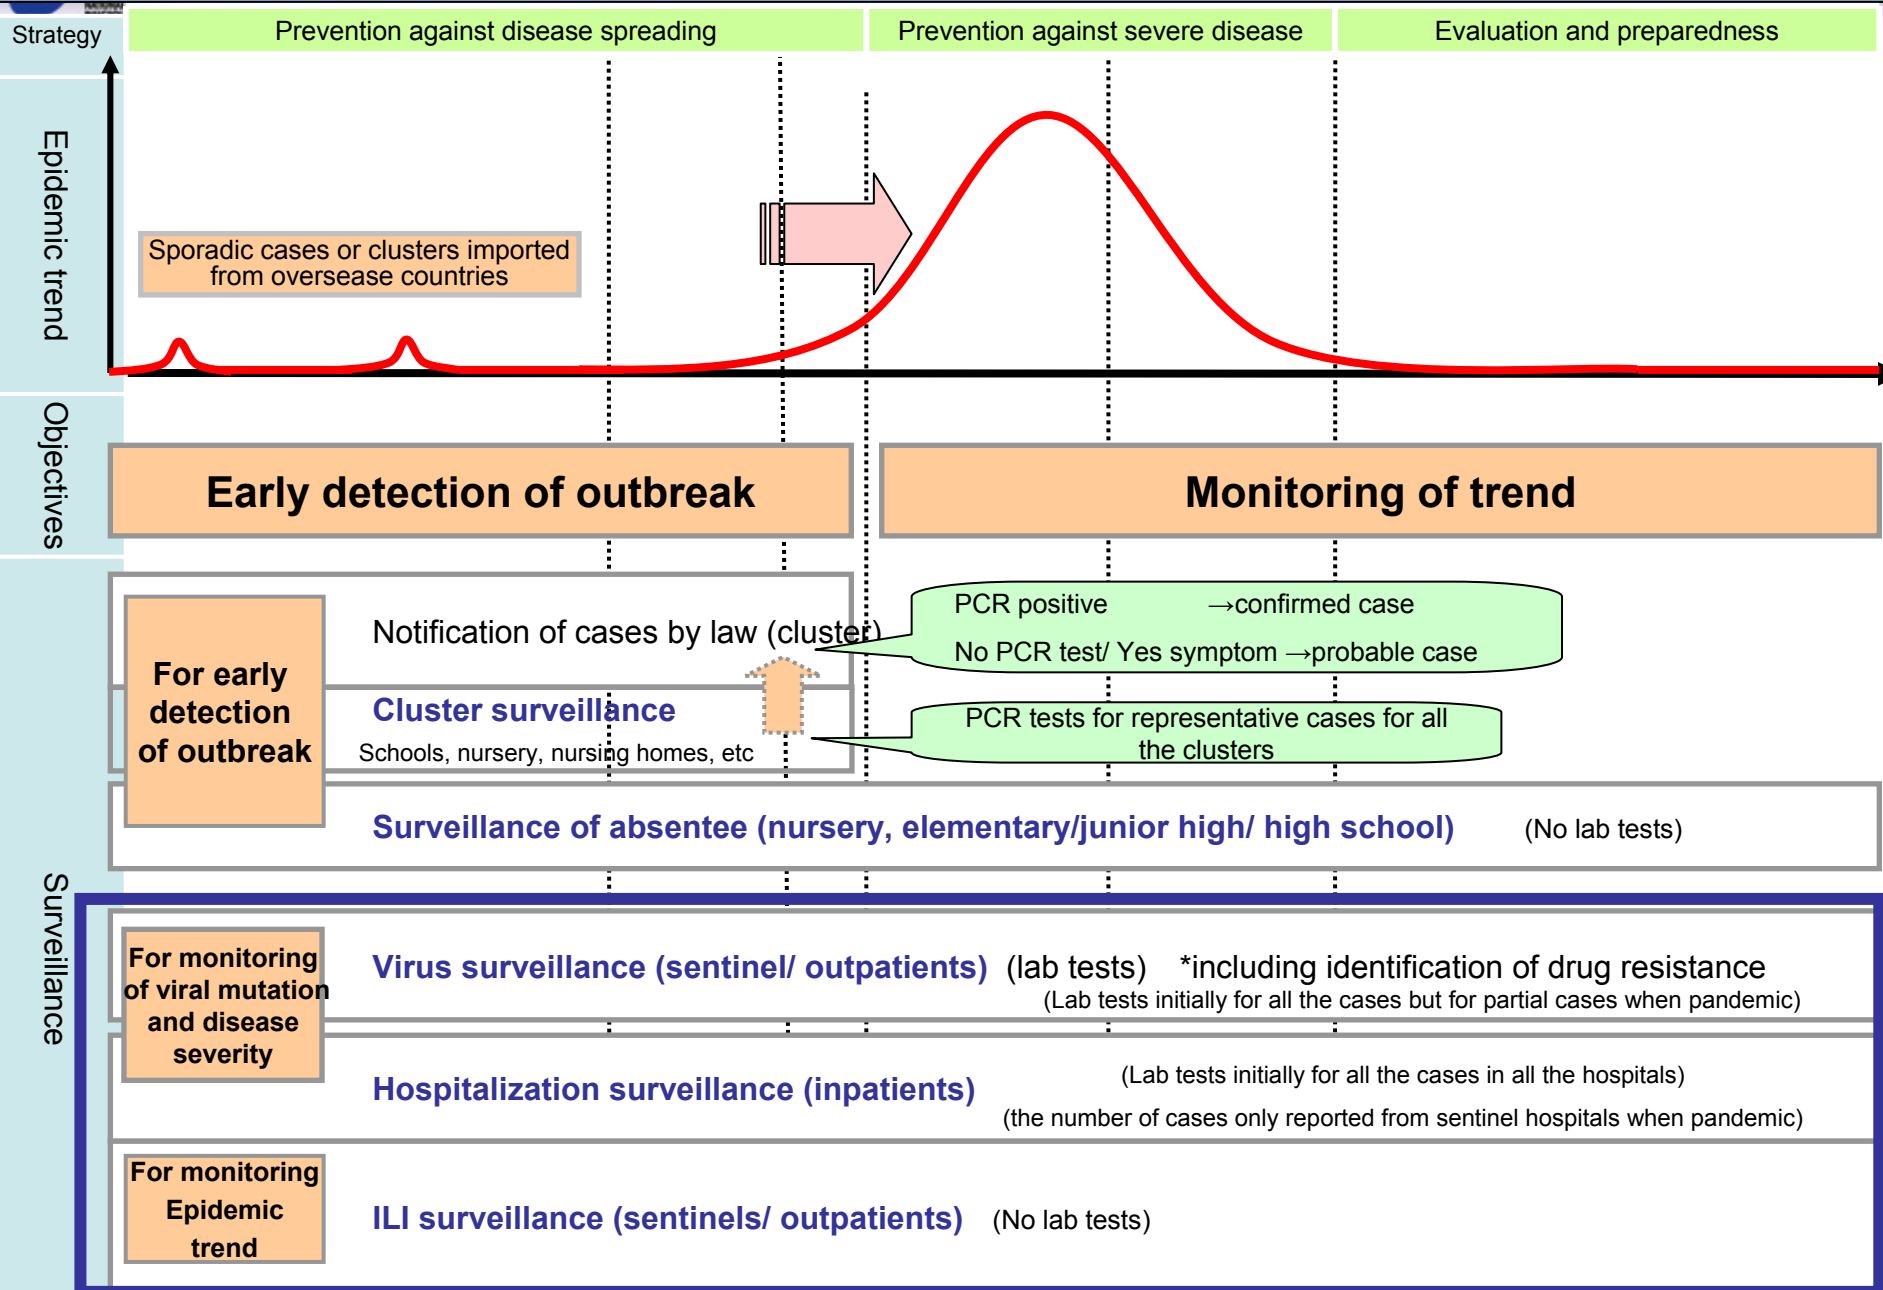 Strategy
Prevention against disease spreading
Prevention against severe disease
Evaluation and preparedness
Epidemic trend
Sporadic cases or clusters imported
from oversease countries
Objectives
Early detection of outbreak
Monitoring of trend
Surveillance
For early
detection
of outbreak
Notification of cases by law (cluster)
PCR positive →confirmed case
No PCR test/ Yes symptom →probable case
Cluster surveillance
Schools, nursery, nursing homes, etc
PCR tests for representative cases for all
the clusters
Surveillance of absentee (nursery, elementary/junior high/ high school) (No lab tests)
For monitoring
of viral mutation
and disease
severity
Virus surveillance (sentinel/ outpatients) (lab tests) *including identification of drug resistance
(Lab tests initially for all the cases but for partial cases when pandemic)
Hospitalization surveillance (inpatients)
(Lab tests initially for all the cases in all the hospitals)
(the number of cases only reported from sentinel hospitals when pandemic)
For monitoring
Epidemic
trend
ILI surveillance (sentinels/ outpatients) (No lab tests)